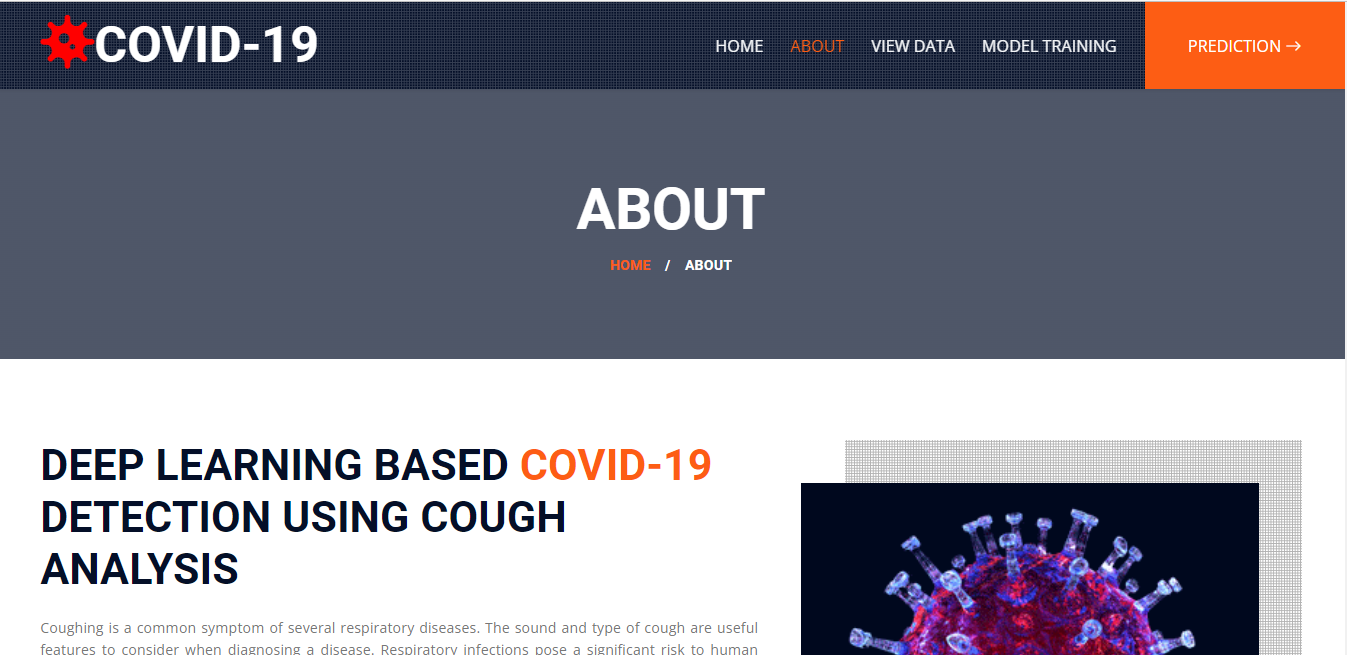 COVID-19
HOME ABOUT VIEW DATA MODEL TRAINING PREDICTION →
ABOUT
HOME / ABOUT
DEEP LEARNING BASED COVID-19
DETECTION USING COUGH
ANALYSIS
Coughing is a common symptom of several respiratory diseases. The sound and type of cough are useful
features to consider when diagnosing a disease. Respiratory infections pose a significant risk to human